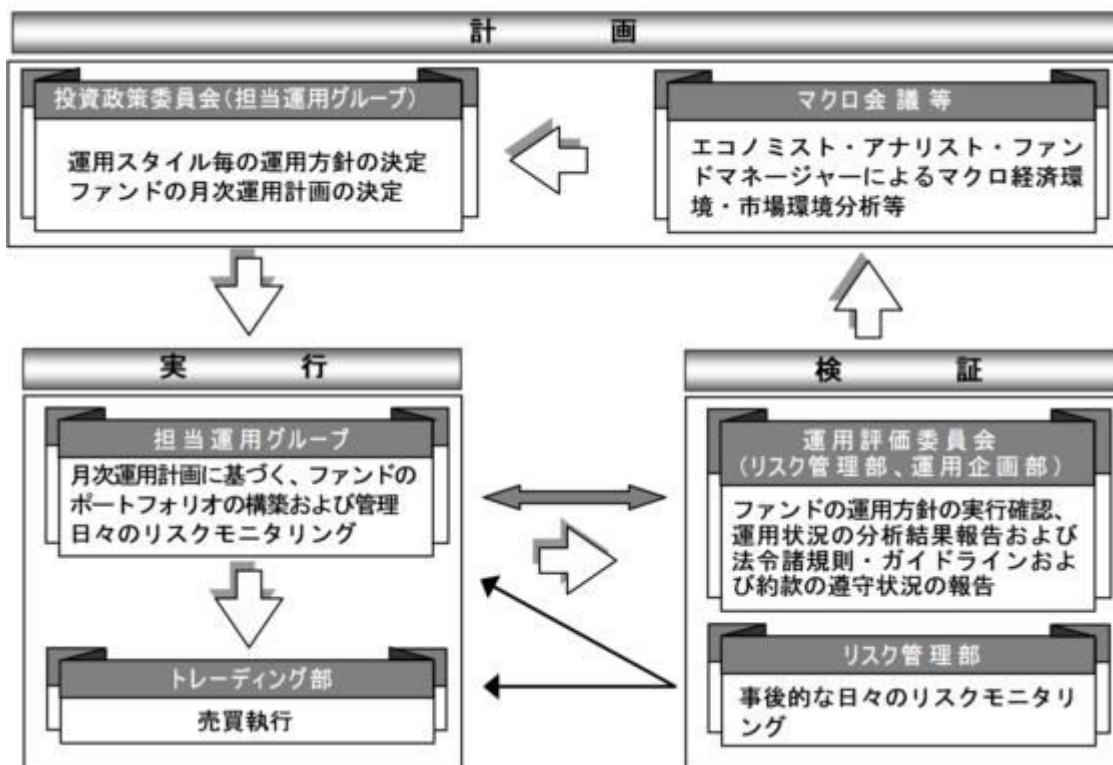 計 画
投資政策委員会(担当運用グループ)
運用スタイル毎の運用方針の決定
ファンドの月次運用計画の決定
マクロ会議等
エコノミスト・アナリスト・ファン
ドマネージャーによるマクロ経済環
境・市場環境分析等
実 行
担当運用グループ
月次運用計画に基づく、ファンドの
ポートフォリオの構築および管理
日々のリスクモニタリング
トレーディング部
売買執行
検 証
運用評価委員会
(リスク管理部、運用企画部)
ファンドの運用方針の実行確認、
運用状況の分析結果報告および
法令諸規則・ガイドラインおよ
び約款の遵守状況の報告
リスク管理部
事後的な日々のリスクモニタリ
ング